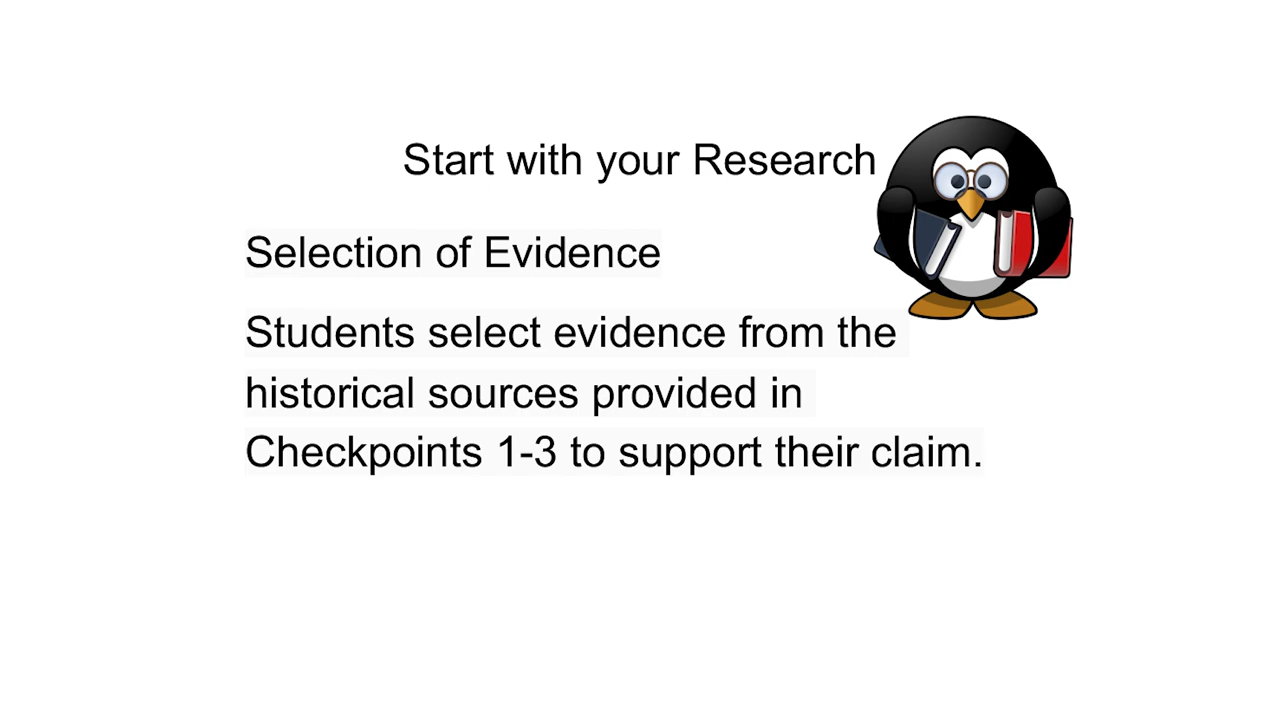 Start with your Research
Selection of Evidence
Students select evidence from the
historical sources provided in
Checkpoints 1-3 to support their claim.